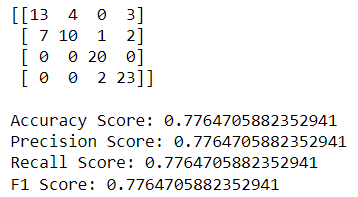 [[13  4  0  3]
 [ 7 10  1  2]
 [ 0  0 20  0]
 [ 0  0  2 23]]
Accuracy Score: 0.7764705882352941
Precision Score: 0.7764705882352941
Recall Score: 0.7764705882352941
F1 Score: 0.7764705882352941